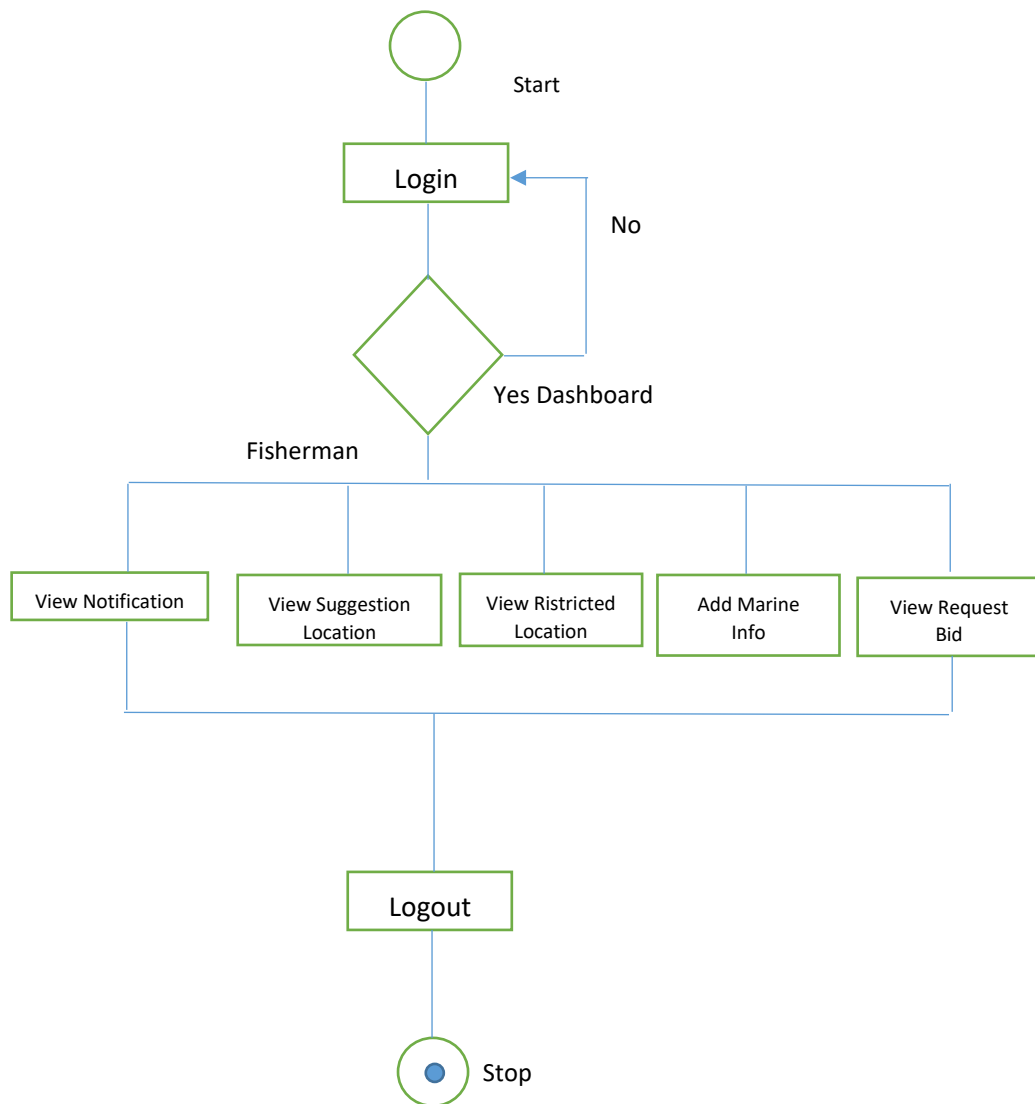 Start
Login
No
Yes Dashboard
Fisherman
View Notification
View Suggestion
Location
View Ristricted
Location
Add Marine
Info
View Request
Bid
Logout
Stop